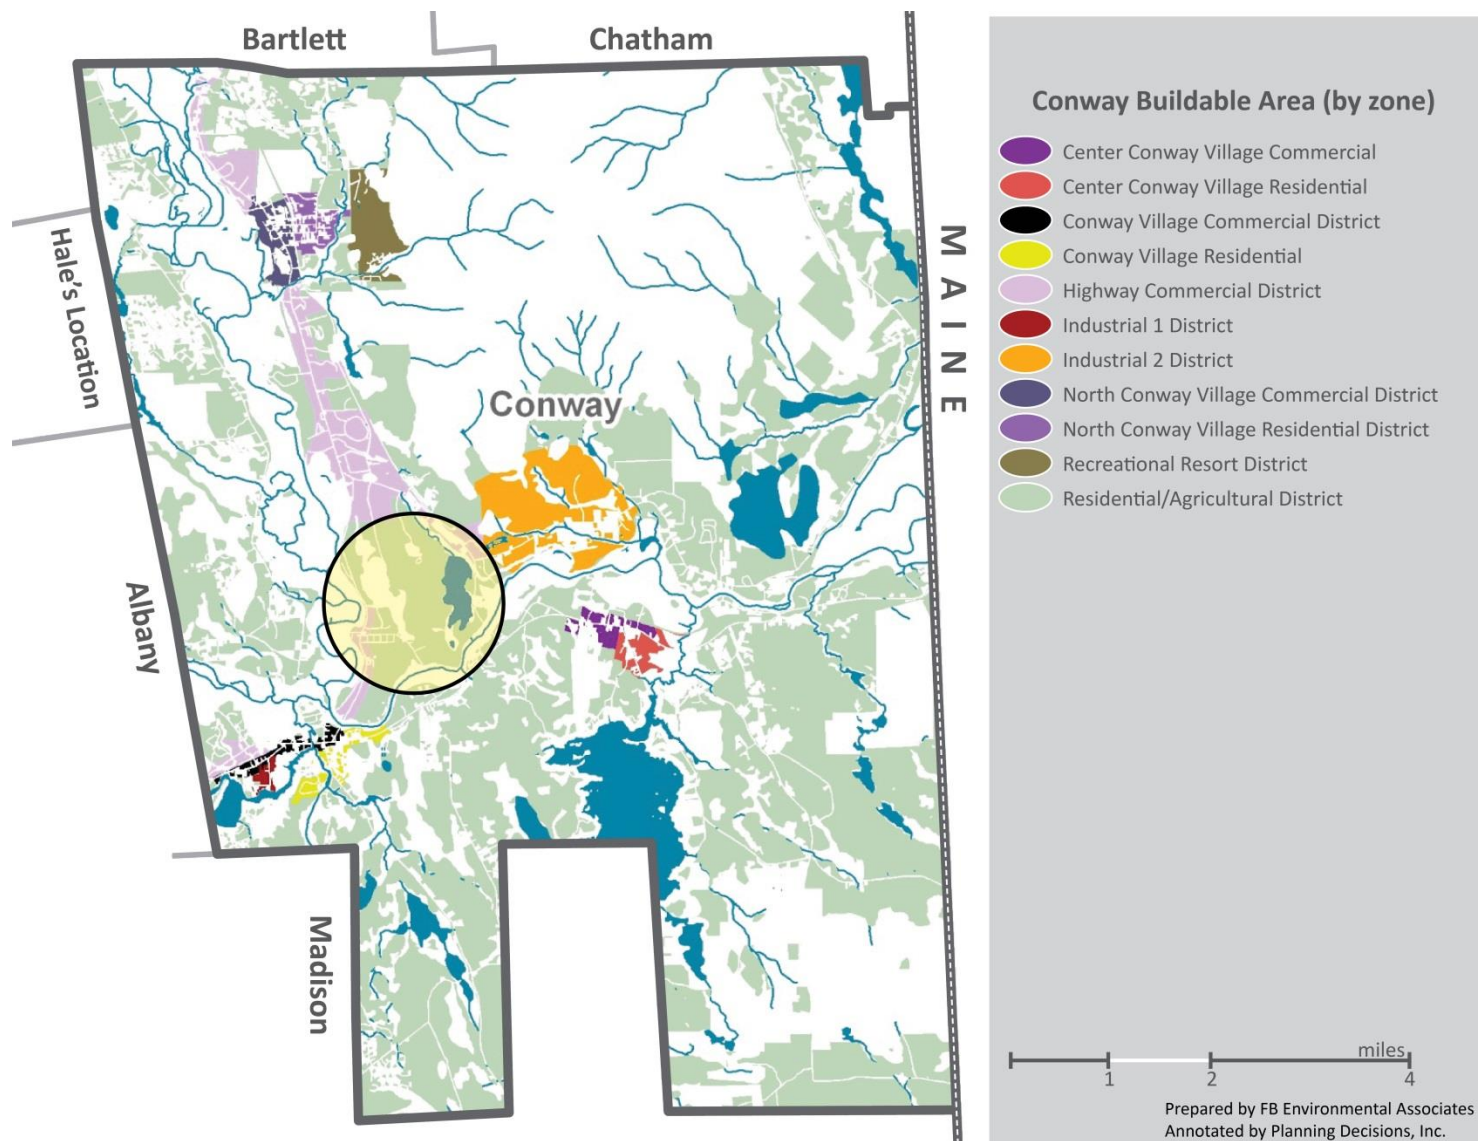 Bartlett
Chatham
Hale's Location
MAINE
Conway
Albany
Madison
Conway Buildable Area (by zone)
Center Conway Village Commercial
Center Conway Village Residential
Conway Village Commercial District
Conway Village Residential
Highway Commercial District
Industrial 1 District
Industrial 2 District
North Conway Village Commercial District
North Conway Village Residential District
Recreational Resort District
Residential/Agricultural District
miles
1 2 4
Prepared by FB Environmental Associates
Annotated by Planning Decisions, Inc.